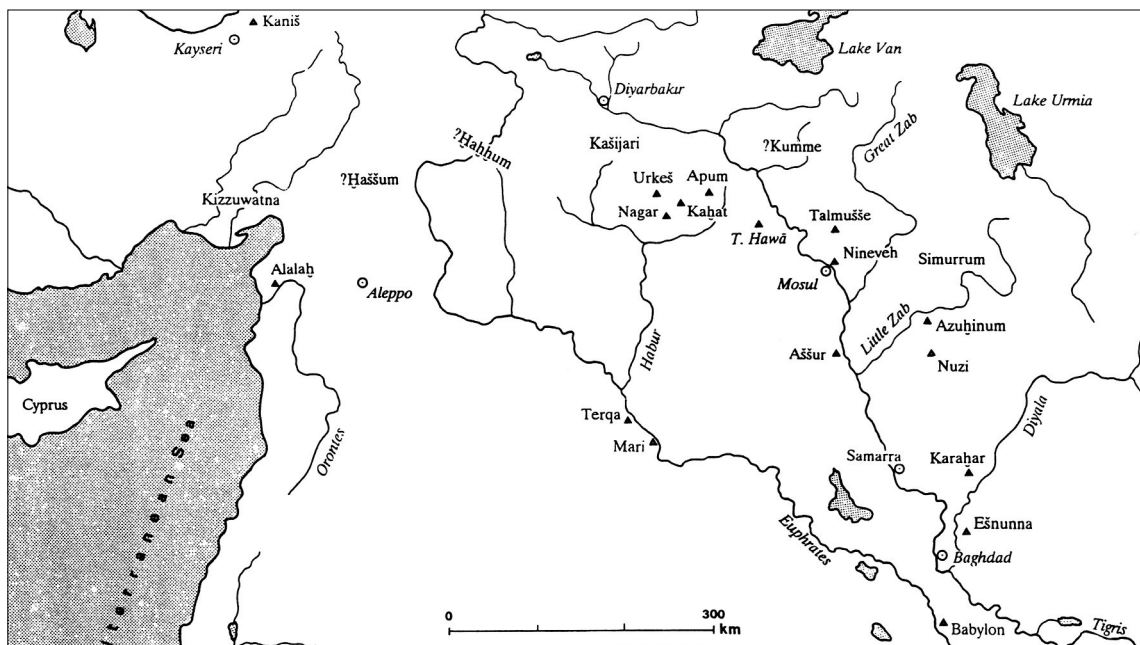 Kaniš
Kayseri
Lake Van
Diyarbakır
Lake Urmia
?Ḫaḫḫum
Kašijari
?Kumme
Great Zab
?Ḫaššum
Urkeš
Apum
Kizzuwatna
Nagar
Kaḫat
T. Hawā
Talmušše
Nineveh
Simurrum
Alalaḫ
Aleppo
Mosul
Little Zab
Azuḫinum
Habur
Aššur
Nuzi
Cyprus
Diyala
Terqa
Mari
Orontes
Samarra
Karaḫar
Mediterranean Sea
Euphrates
Ešnunna
Baghdad
0 300
km
Babylon
Tigris